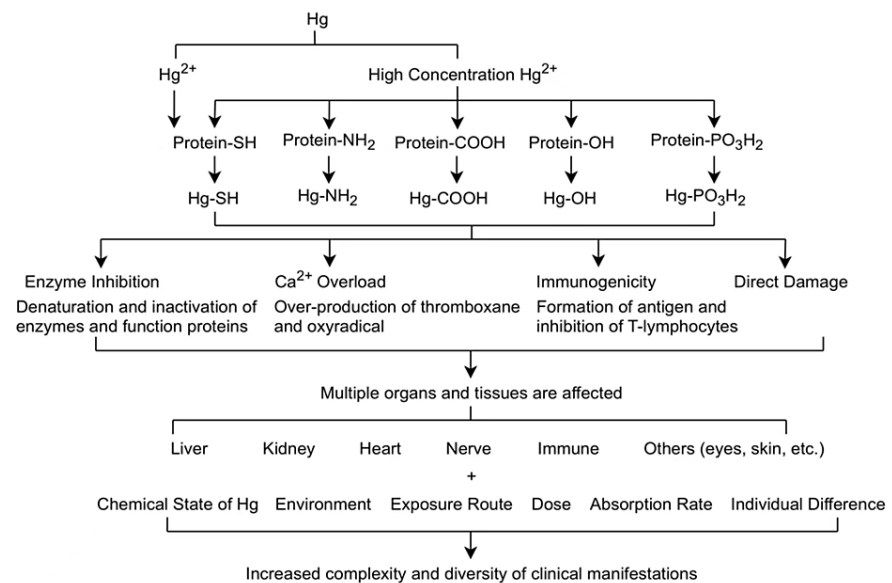 Hg
Hg2+ High Concentration Hg2+
Protein-SH Protein-NH2 Protein-COOH Protein-OH Protein-PO3H2
Hg-SH Hg-NH2 Hg-COOH Hg-OH Hg-PO3H2
Enzyme Inhibition Ca2+ Overload Immunogenicity Direct Damage
Denaturation and inactivation of Over-production of thromboxane Formation of antigen and
enzymes and function proteins and oxyradical inhibition of T-lymphocytes
Multiple organs and tissues are affected
Liver Kidney Heart Nerve Immune Others (eyes, skin, etc.)
+
Chemical State of Hg Environment Exposure Route Dose Absorption Rate Individual Difference
Increased complexity and diversity of clinical manifestations